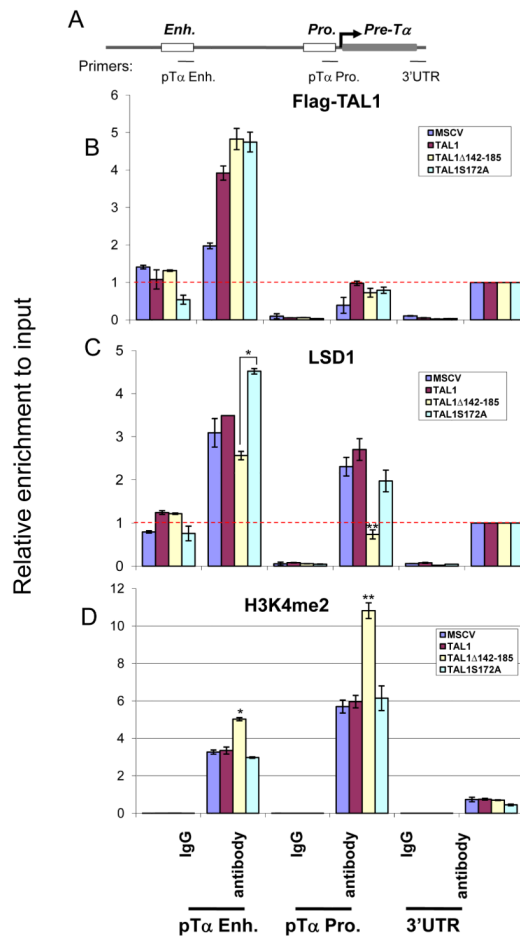 A
Enh.
Pro.
Pre-Tα
Primers:
pTα Enh.
pTα Pro.
3'UTR
Flag-TAL1
B
6
5
4
3
2
1
0
MSCV
TAL1
TAL1Δ142-185
TAL1S172A
Relative enrichment to input
C
LSD1
5
4
3
2
1
0
*
**
MSCV
TAL1
TAL1Δ142-185
TAL1S172A
D
H3K4me2
12
10
8
6
4
2
0
*
**
MSCV
TAL1
TAL1Δ142-185
TAL1S172A
IgG
antibody
IgG
antibody
IgG
antibody
pTα Enh.
pTα Pro.
3'UTR